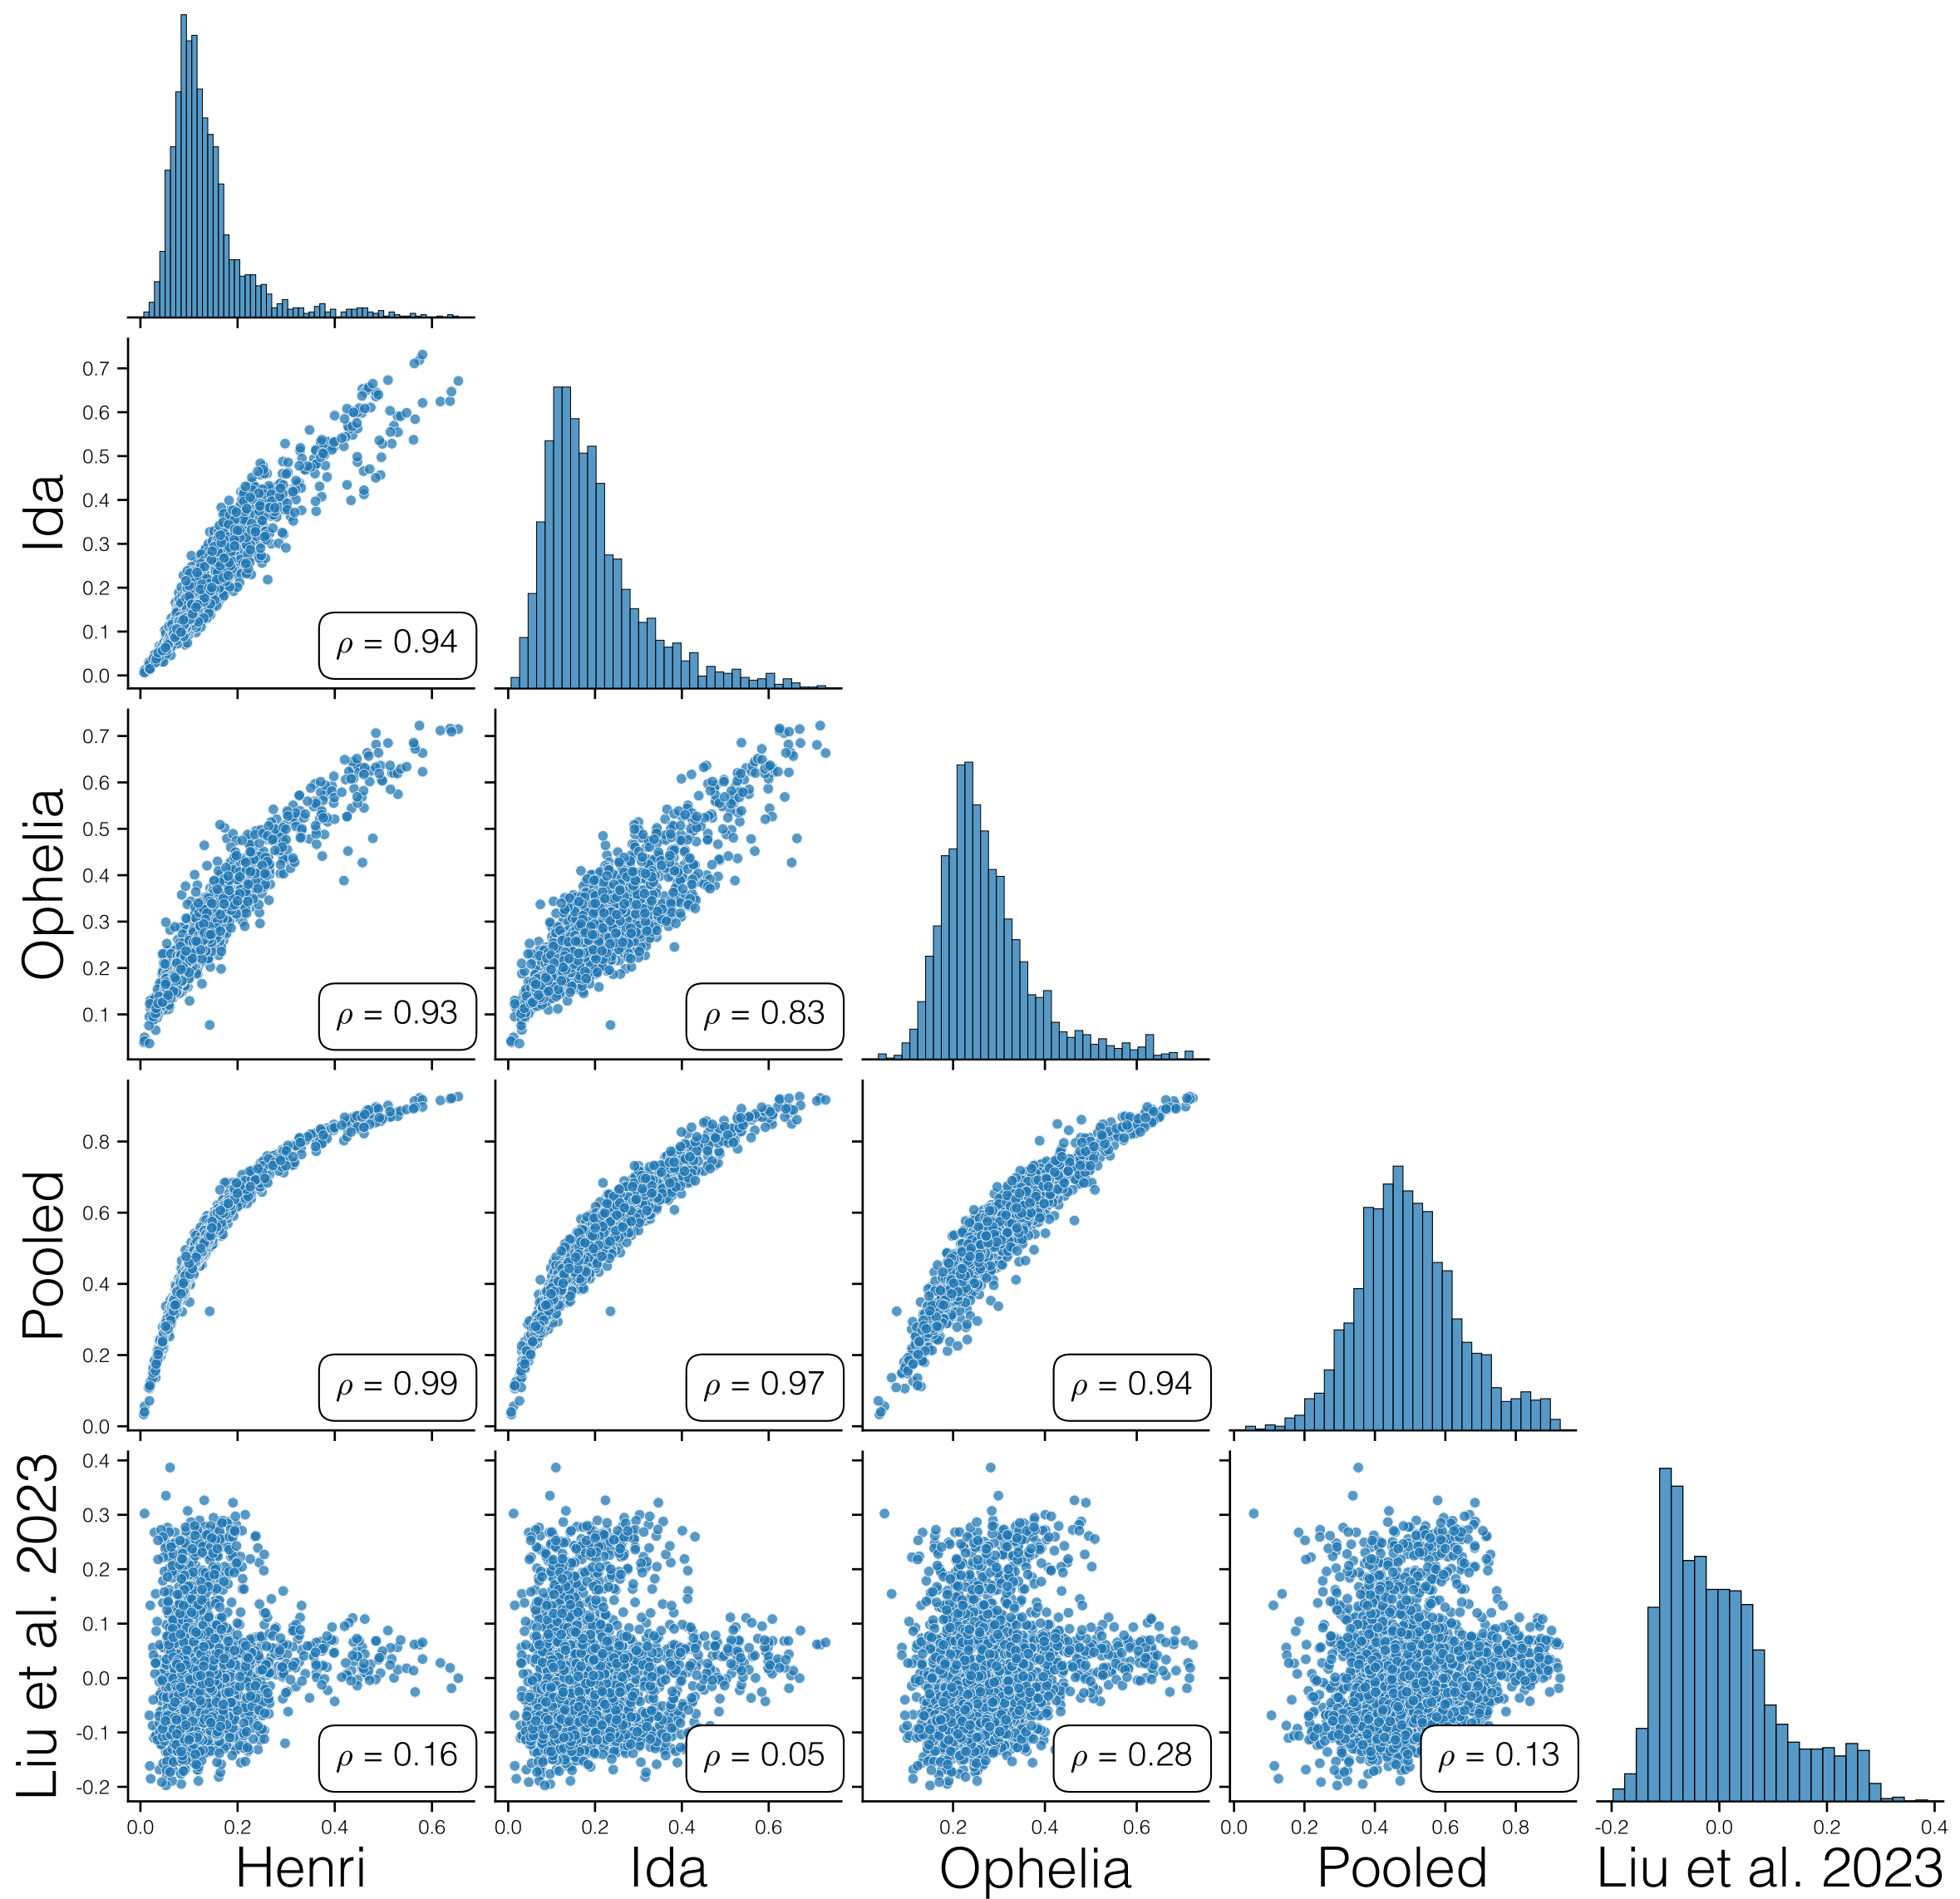 Ida
0.7
0.6
0.5
0.4
0.3
0.2
0.1
0.0
ρ = 0.94
Ophelia
0.7
0.6
0.5
0.4
0.3
0.2
0.1
ρ = 0.93
ρ = 0.83
Pooled
0.8
0.6
0.4
0.2
0.0
ρ = 0.99
ρ = 0.97
ρ = 0.94
Liu et al. 2023
0.4
0.3
0.2
0.1
0.0
-0.1
-0.2
ρ = 0.16
ρ = 0.05
ρ = 0.28
ρ = 0.13
0.0 0.2 0.4 0.6
0.0 0.2 0.4 0.6
0.2 0.4 0.6
0.0 0.2 0.4 0.6 0.8
-0.2 0.0 0.2 0.4
Henri
Ida
Ophelia
Pooled
Liu et al. 2023